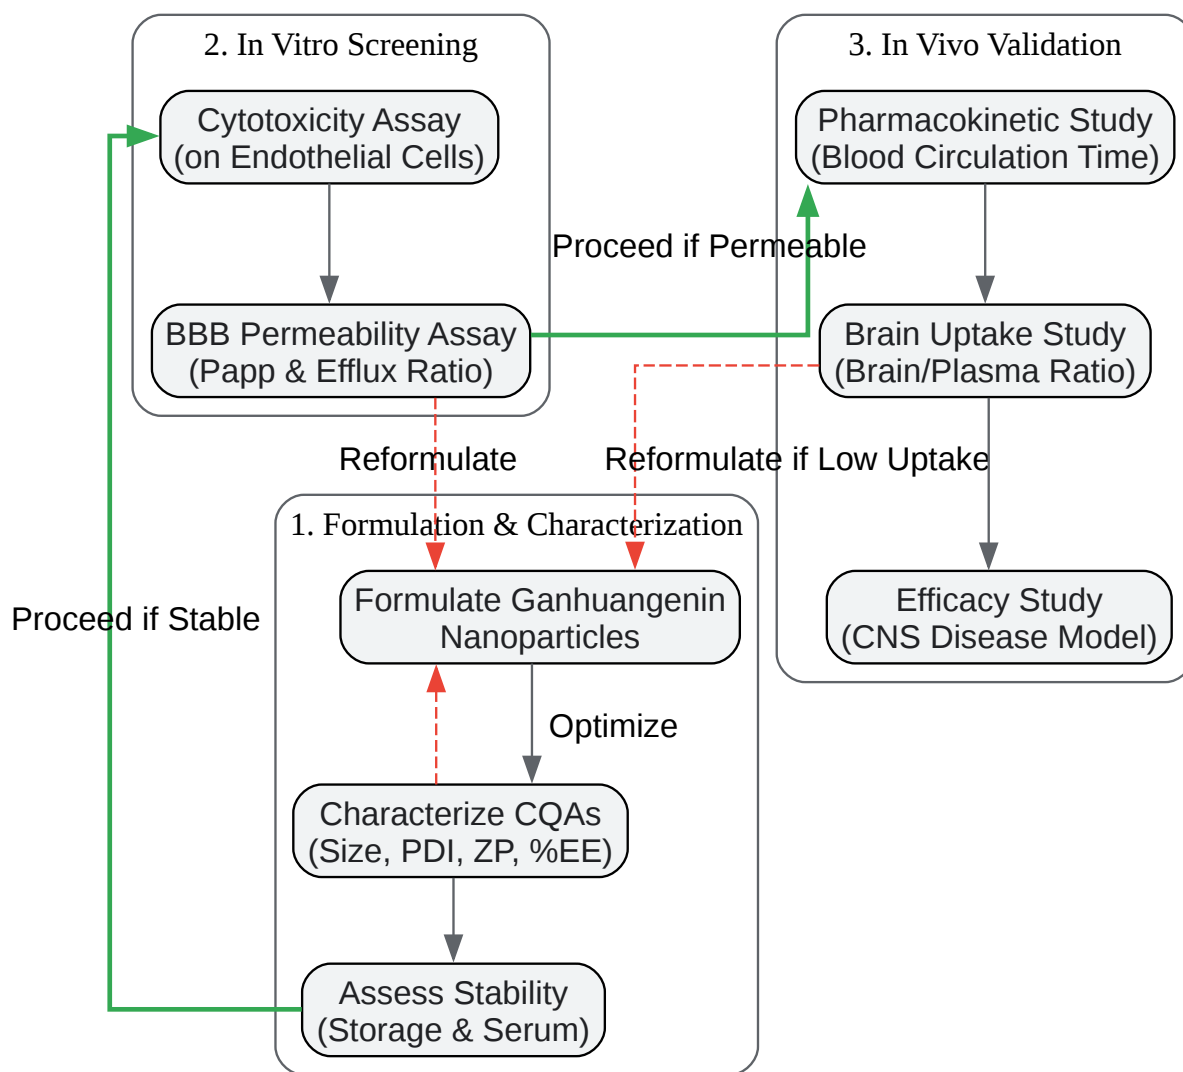 2. In Vitro Screening
Cytotoxicity Assay
(on Endothelial Cells)
BBB Permeability Assay
(Papp & Efflux Ratio)
3. In Vivo Validation
Pharmacokinetic Study
(Blood Circulation Time)
Proceed if Permeable
Brain Uptake Study
(Brain/Plasma Ratio)
Reformulate
Reformulate if Low Uptake
1. Formulation & Characterization
Formulate Ganhuangenin
Nanoparticles
Efficacy Study
(CNS Disease Model)
Proceed if Stable
Optimize
Characterize CQAs
(Size, PDI, ZP, %EE)
Assess Stability
(Storage & Serum)